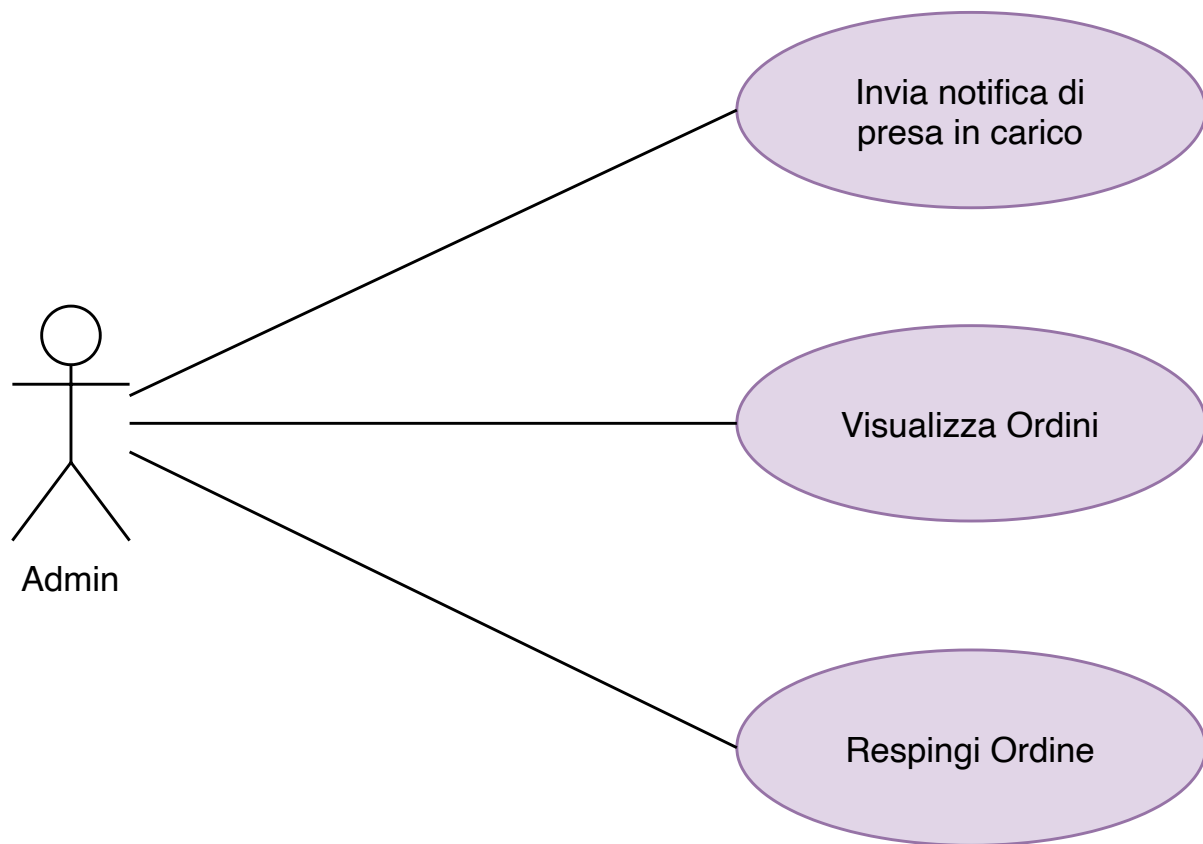 Invia notifica di
presa in carico
Visualizza Ordini
Admin
Respingi Ordine